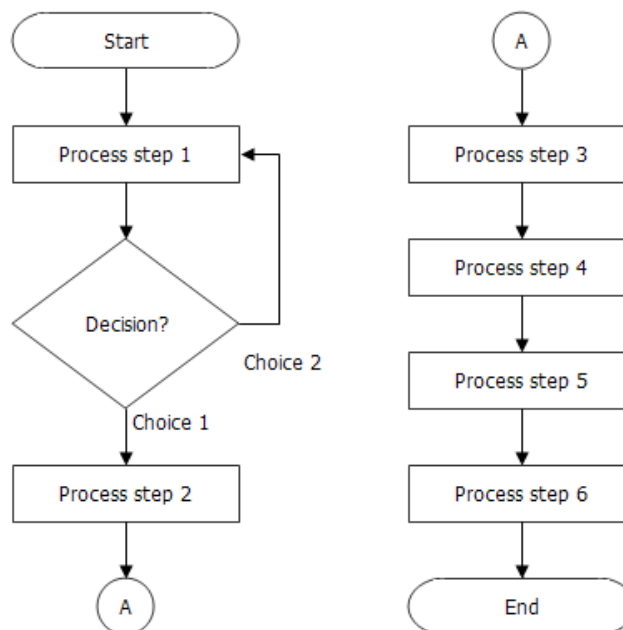 Start
Process step 1
Decision?
Choice 2
Choice 1
Process step 2
A
A
Process step 3
Process step 4
Process step 5
Process step 6
End